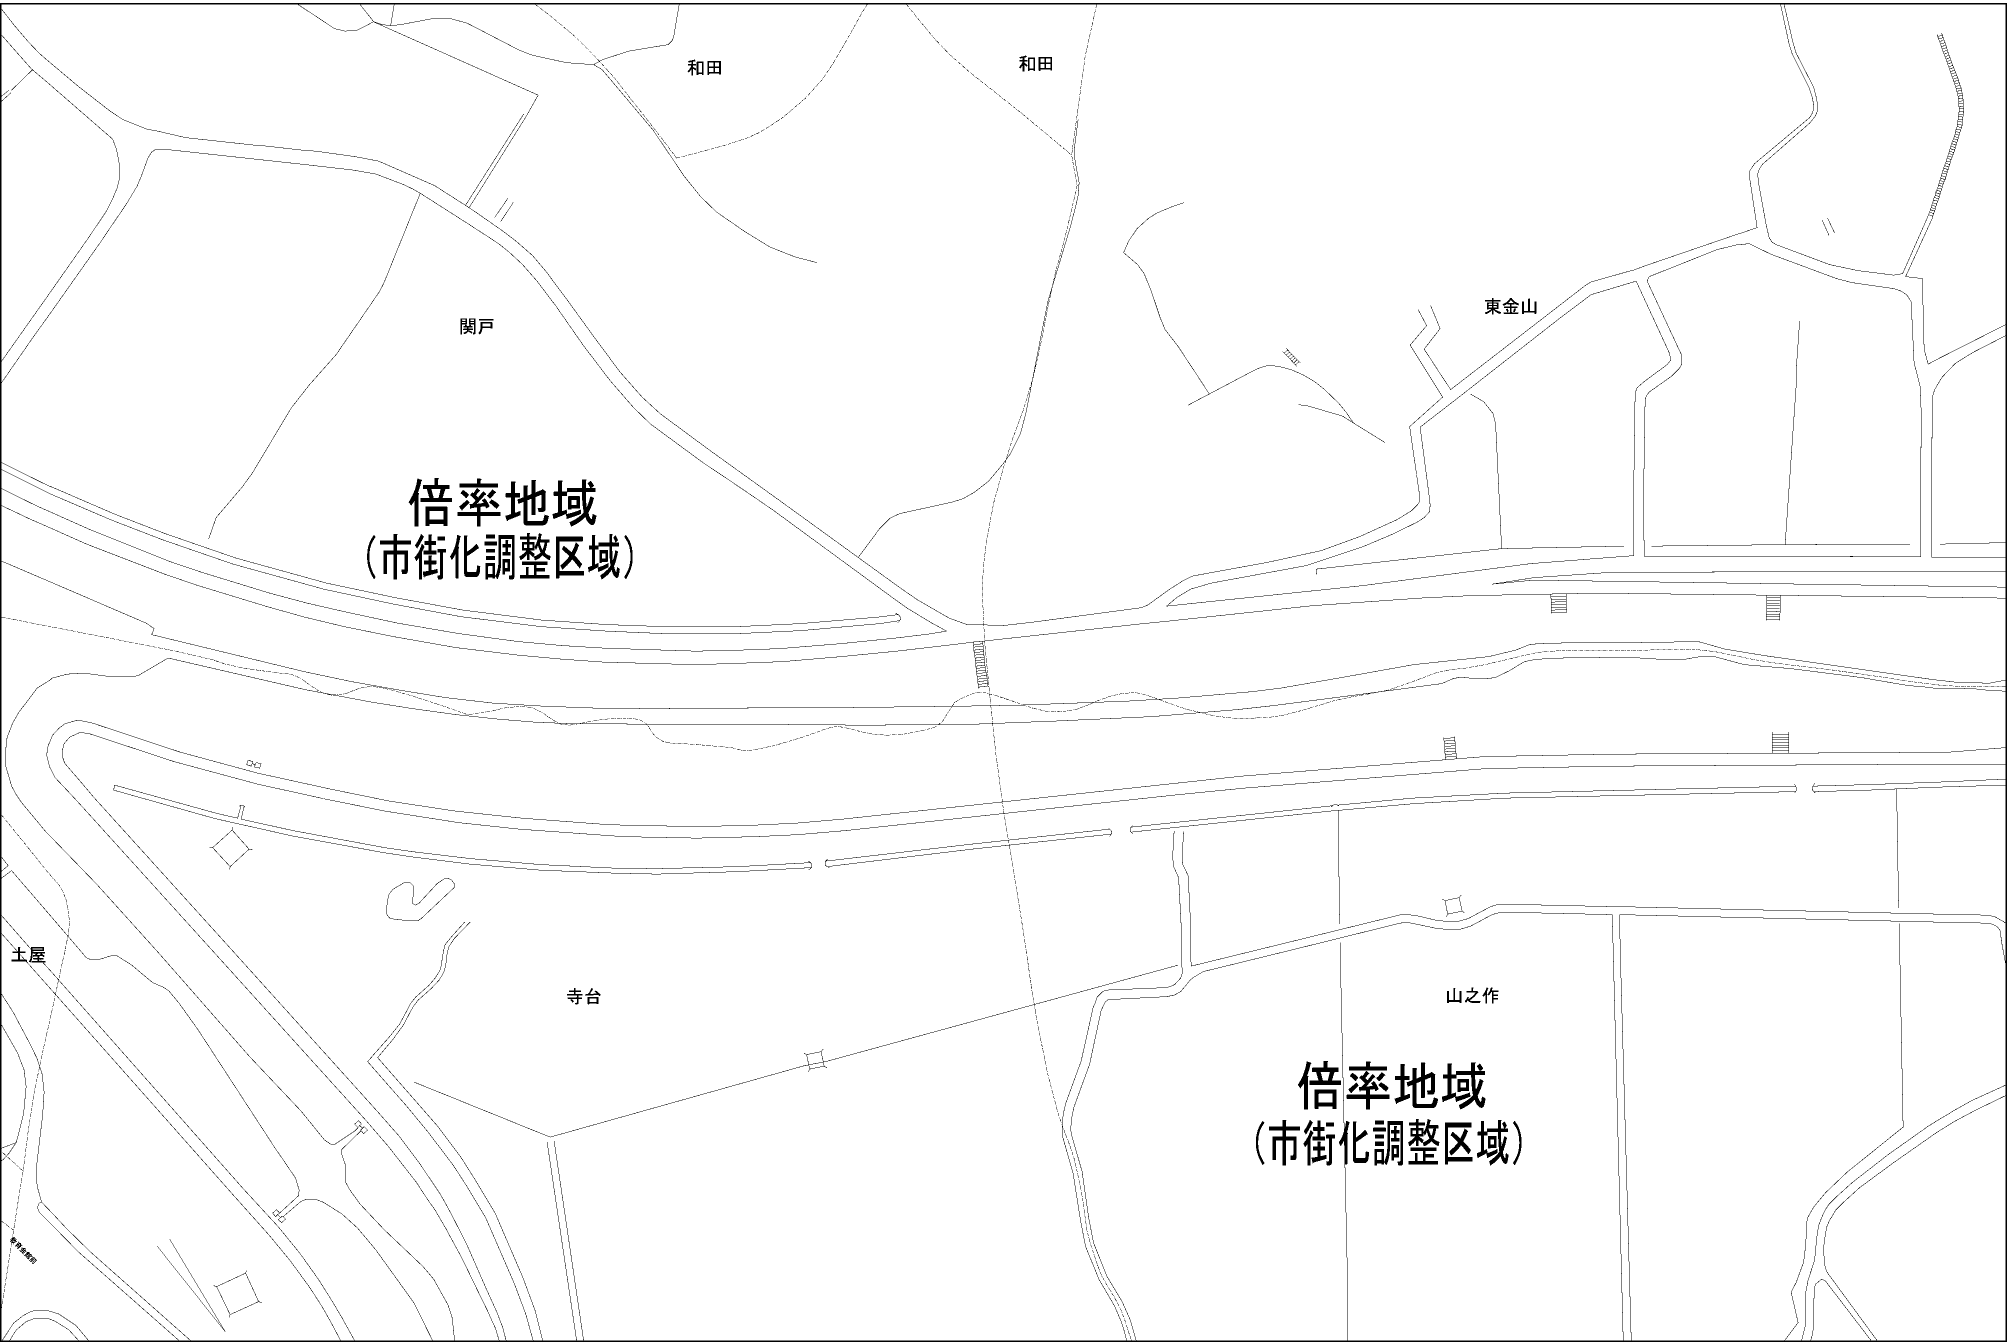 和田
和田
東金山
関戸
倍率地域
（市街化調整区域）
土屋
寺台
山之作
倍率地域
（市街化調整区域）